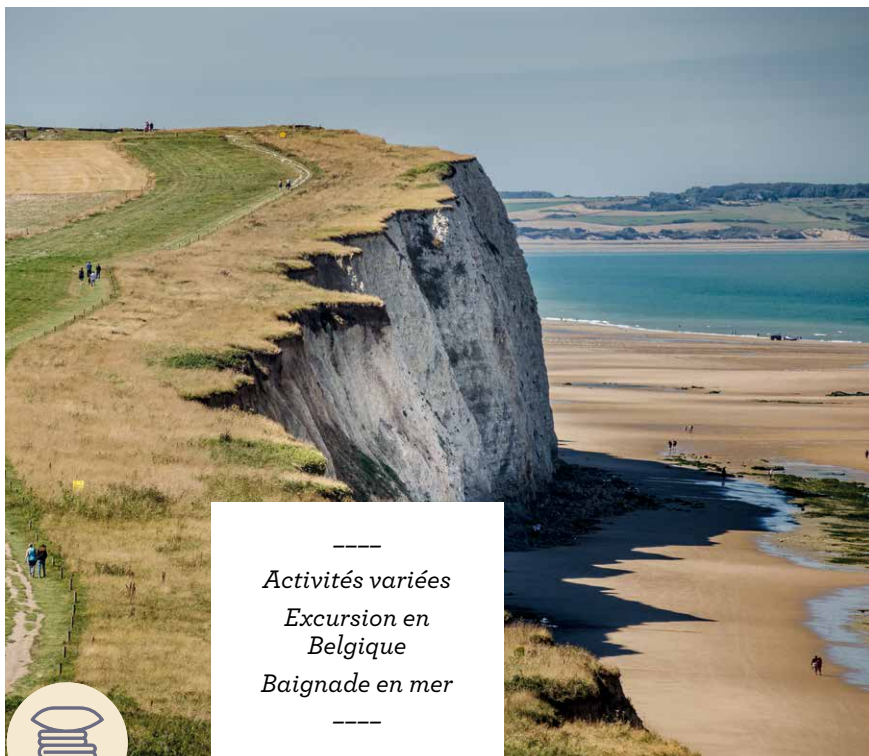 Activités variées
Excursion en
Belgique
Baignade en mer